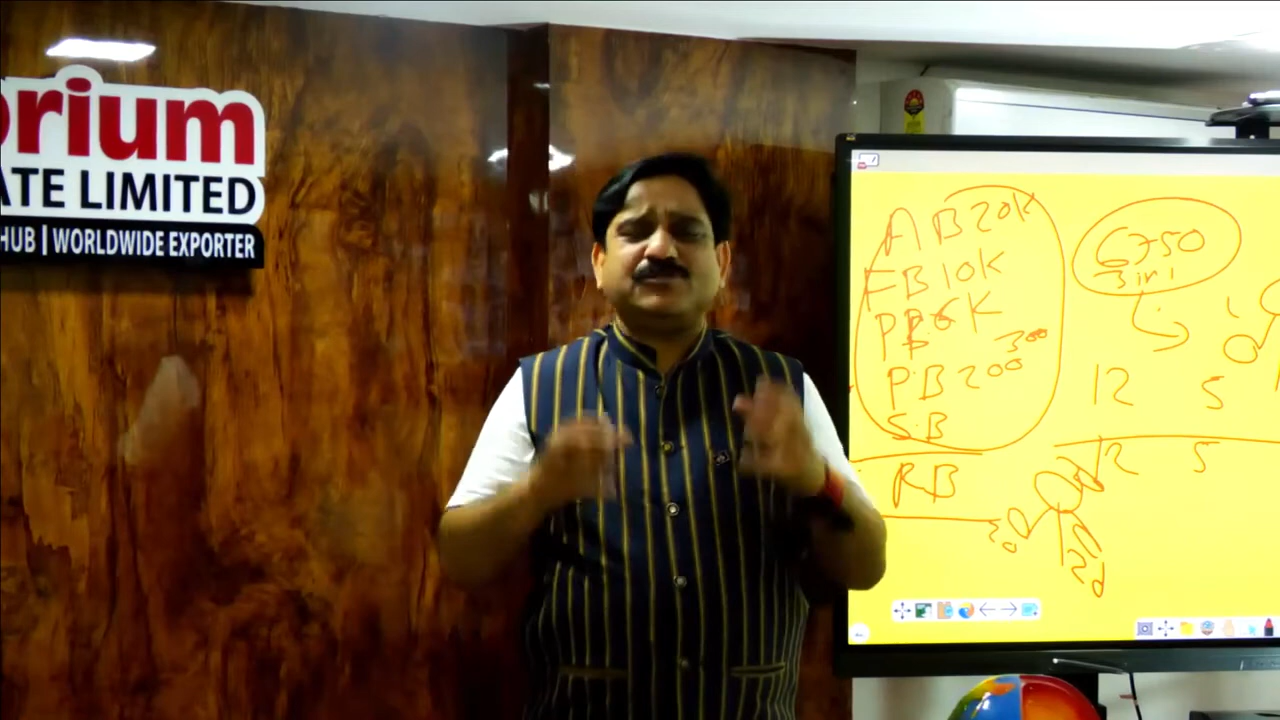 orium
ATE LIMITED
HUB | WORLDWIDE EXPORTER
AB 20K
FB 10K
PB 6K
300
PB 200
SB
RB
6750
3 in 1
12 5
12 5